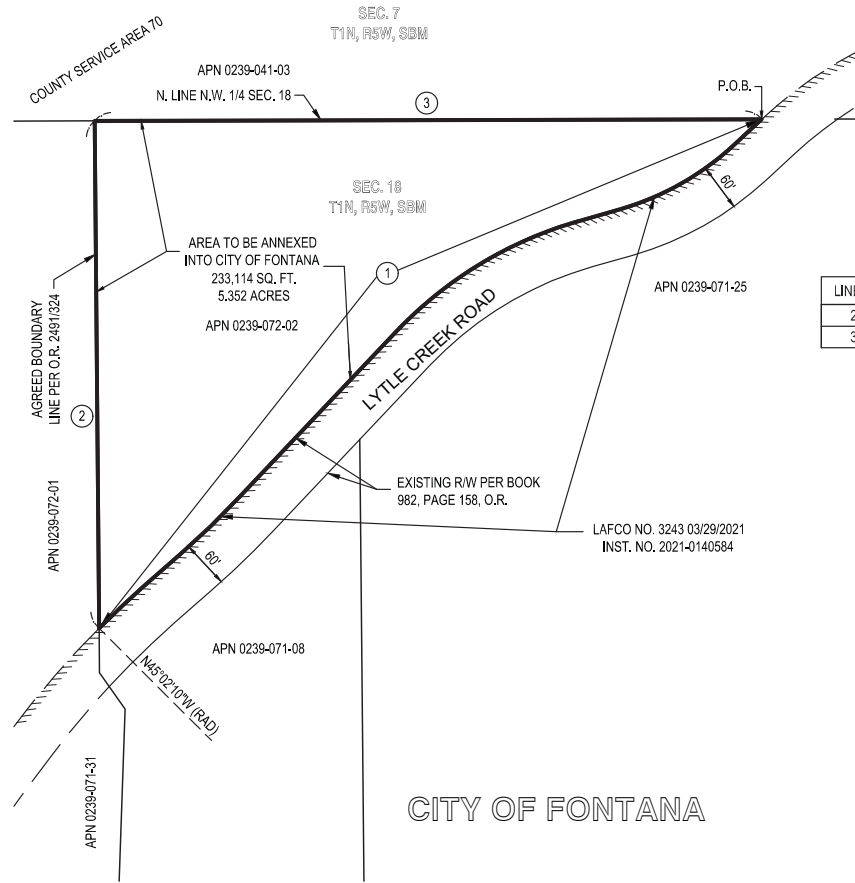 SEC. 7
T1N, R5W, SBM
COUNTY SERVICE AREA 70
APN 0239-041-03
N. LINE N.W. 1/4 SEC. 18
3
P.O.B.
SEC. 18
T1N, R5W, SBM
60'
AREA TO BE ANNEXED
INTO CITY OF FONTANA
233,114 SQ. FT.
5.352 ACRES
1
APN 0239-071-25
LINE
2
3
APN 0239-072-02
AGREED BOUNDARY
LINE PER O.R. 2491/324
LYTLE CREEK ROAD
2
EXISTING R/W PER BOOK
982, PAGE 158, O.R.
APN 0239-072-01
LAFCO NO. 3243 03/29/2021
INST. NO. 2021-0140584
60'
APN 0239-071-08
N45°02'10"W (RAD)
APN 0239-071-31
CITY OF FONTANA